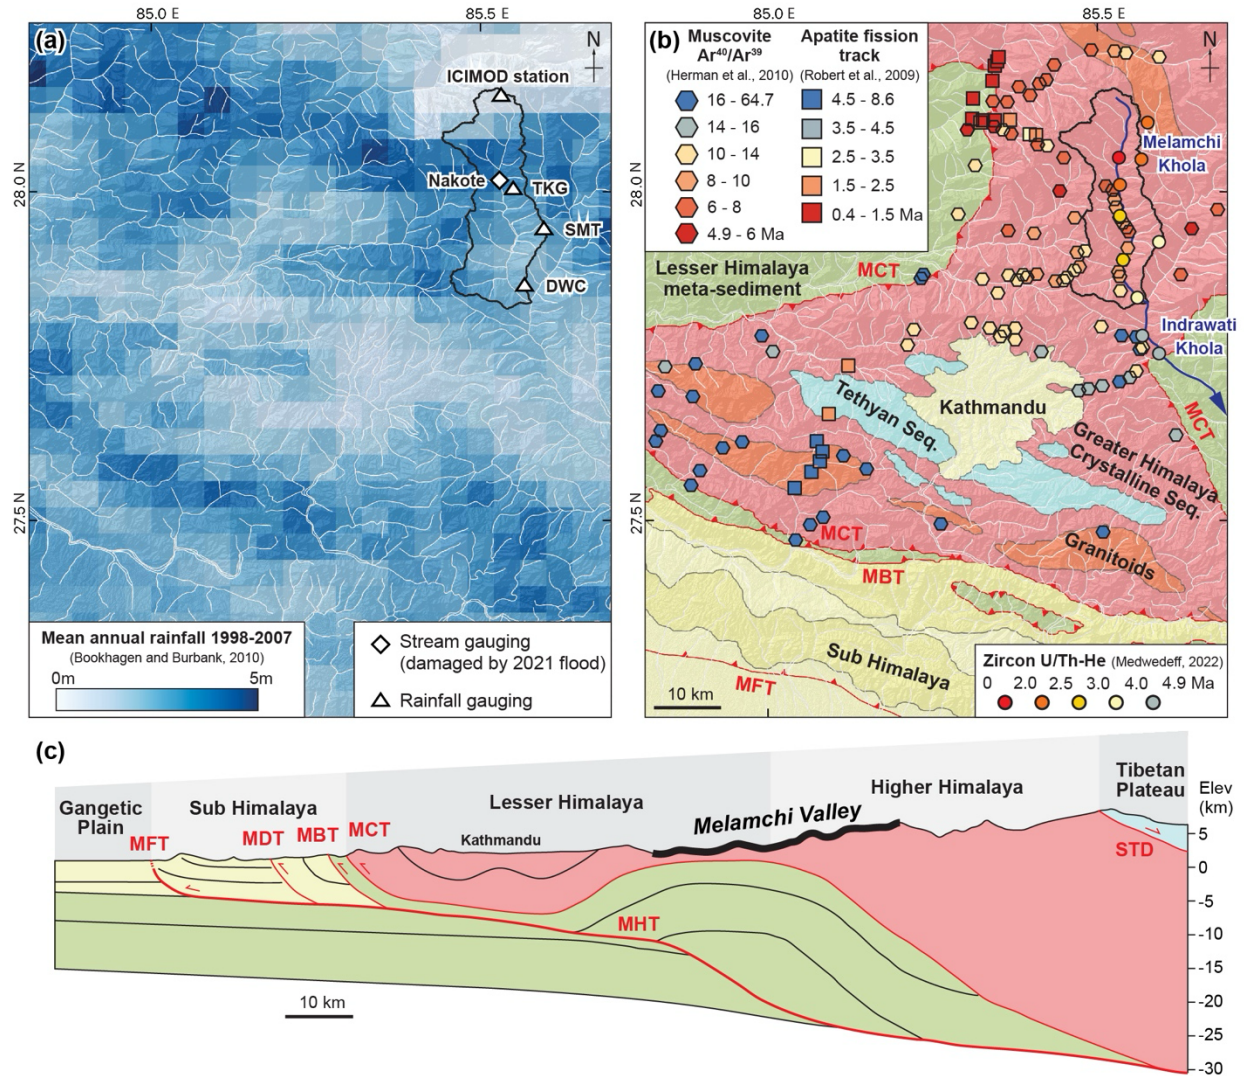 85.0 E
85.5 E
(a)
N
ICIMOD station
28.0 N
Nakote
TKG
SMT
DWC
27.5 N
Mean annual rainfall 1998-2007
(Bookhagen and Burbank, 2010)
0m
5m
Stream gauging
(damaged by 2021 flood)
Rainfall gauging
85.0 E
85.5 E
(b)
Muscovite
Ar40/Ar39
(Herman et al., 2010)
16 - 64.7
14 - 16
10 - 14
8 - 10
6 - 8
4.9 - 6 Ma
Apatite fission
track
(Robert et al., 2009)
4.5 - 8.6
3.5 - 4.5
2.5 - 3.5
1.5 - 2.5
0.4 - 1.5 Ma
N
Melamchi
Khola
28.0 N
Lesser Himalaya
meta-sediment
MCT
Indrawati
Khola
Tethyan Seq.
Kathmandu
MCT
Greater Himalaya
Crystalline Seq.
27.5 N
MCT
Granitoids
MBT
Sub Himalaya
MFT
10 km
Zircon U/Th-He (Medwedeff, 2022)
0 2.0 2.5 3.0 4.0 4.9 Ma
(c)
Gangetic
Plain
Sub Himalaya
Lesser Himalaya
Higher Himalaya
Tibetan
Plateau
Elev
(km)
MFT
MDT
MBT
MCT
Kathmandu
Melamchi Valley
STD
MHT
5
0
-5
-10
-15
-20
-25
-30
10 km